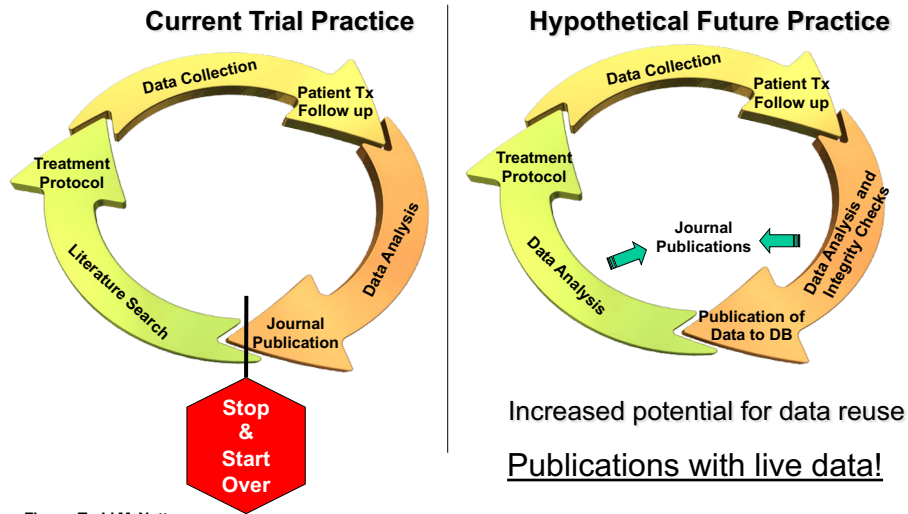 Current Trial Practice
Data Collection
Patient Tx
Follow up
Treatment
Protocol
Data Analysis
Literature Search
Journal
Publication
Stop
&
Start
Over
Hypothetical Future Practice
Data Collection
Patient Tx
Follow up
Treatment
Protocol
Journal
Publications
Data Analysis and
Integrity Checks
Data Analysis
Publication of
Data to DB
Increased potential for data reuse
Publications with live data!